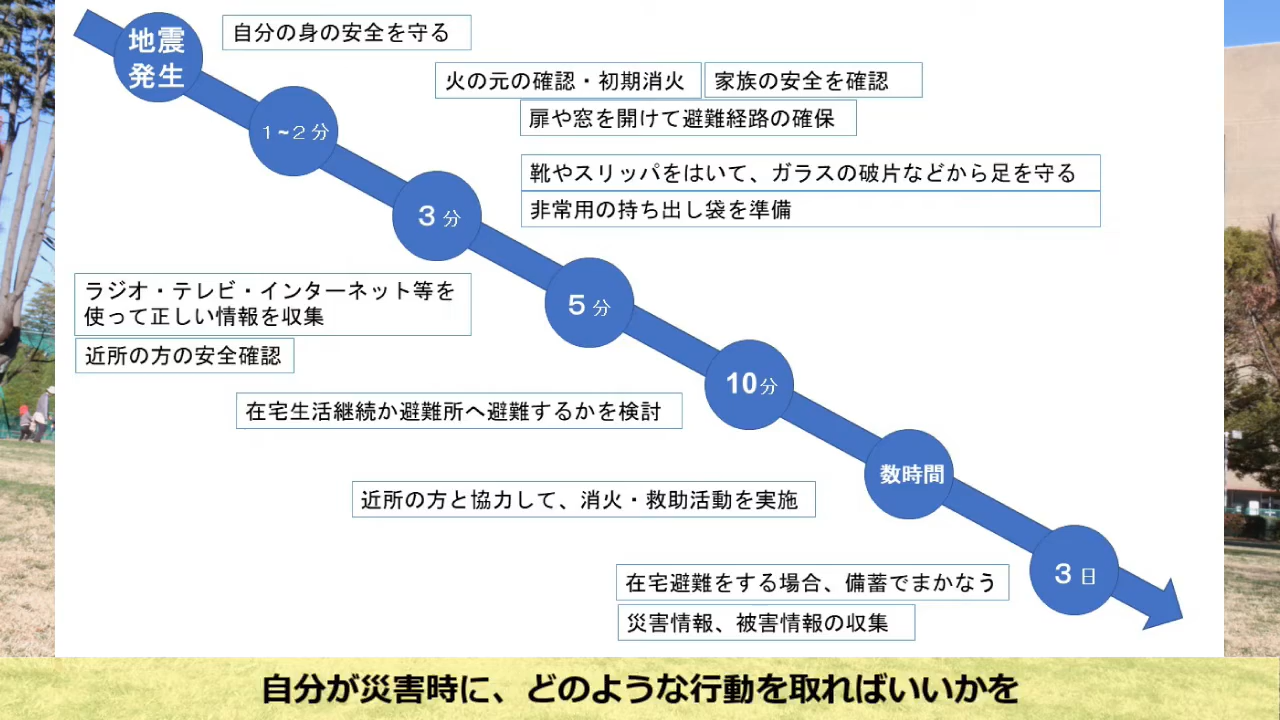 地震
発生
自分の身の安全を守る
1~2分
火の元の確認・初期消火
家族の安全を確認
扉や窓を開けて避難経路の確保
3分
靴やスリッパをはいて、ガラスの破片などから足を守る
非常用の持ち出し袋を準備
5分
ラジオ・テレビ・インターネット等を
使って正しい情報を収集
近所の方の安全確認
10分
在宅生活継続か避難所へ避難するかを検討
数時間
近所の方と協力して、消火・救助活動を実施
3日
在宅避難をする場合、備蓄でまかなう
災害情報、被害情報の収集
自分が災害時に、どのような行動を取ればいいかを